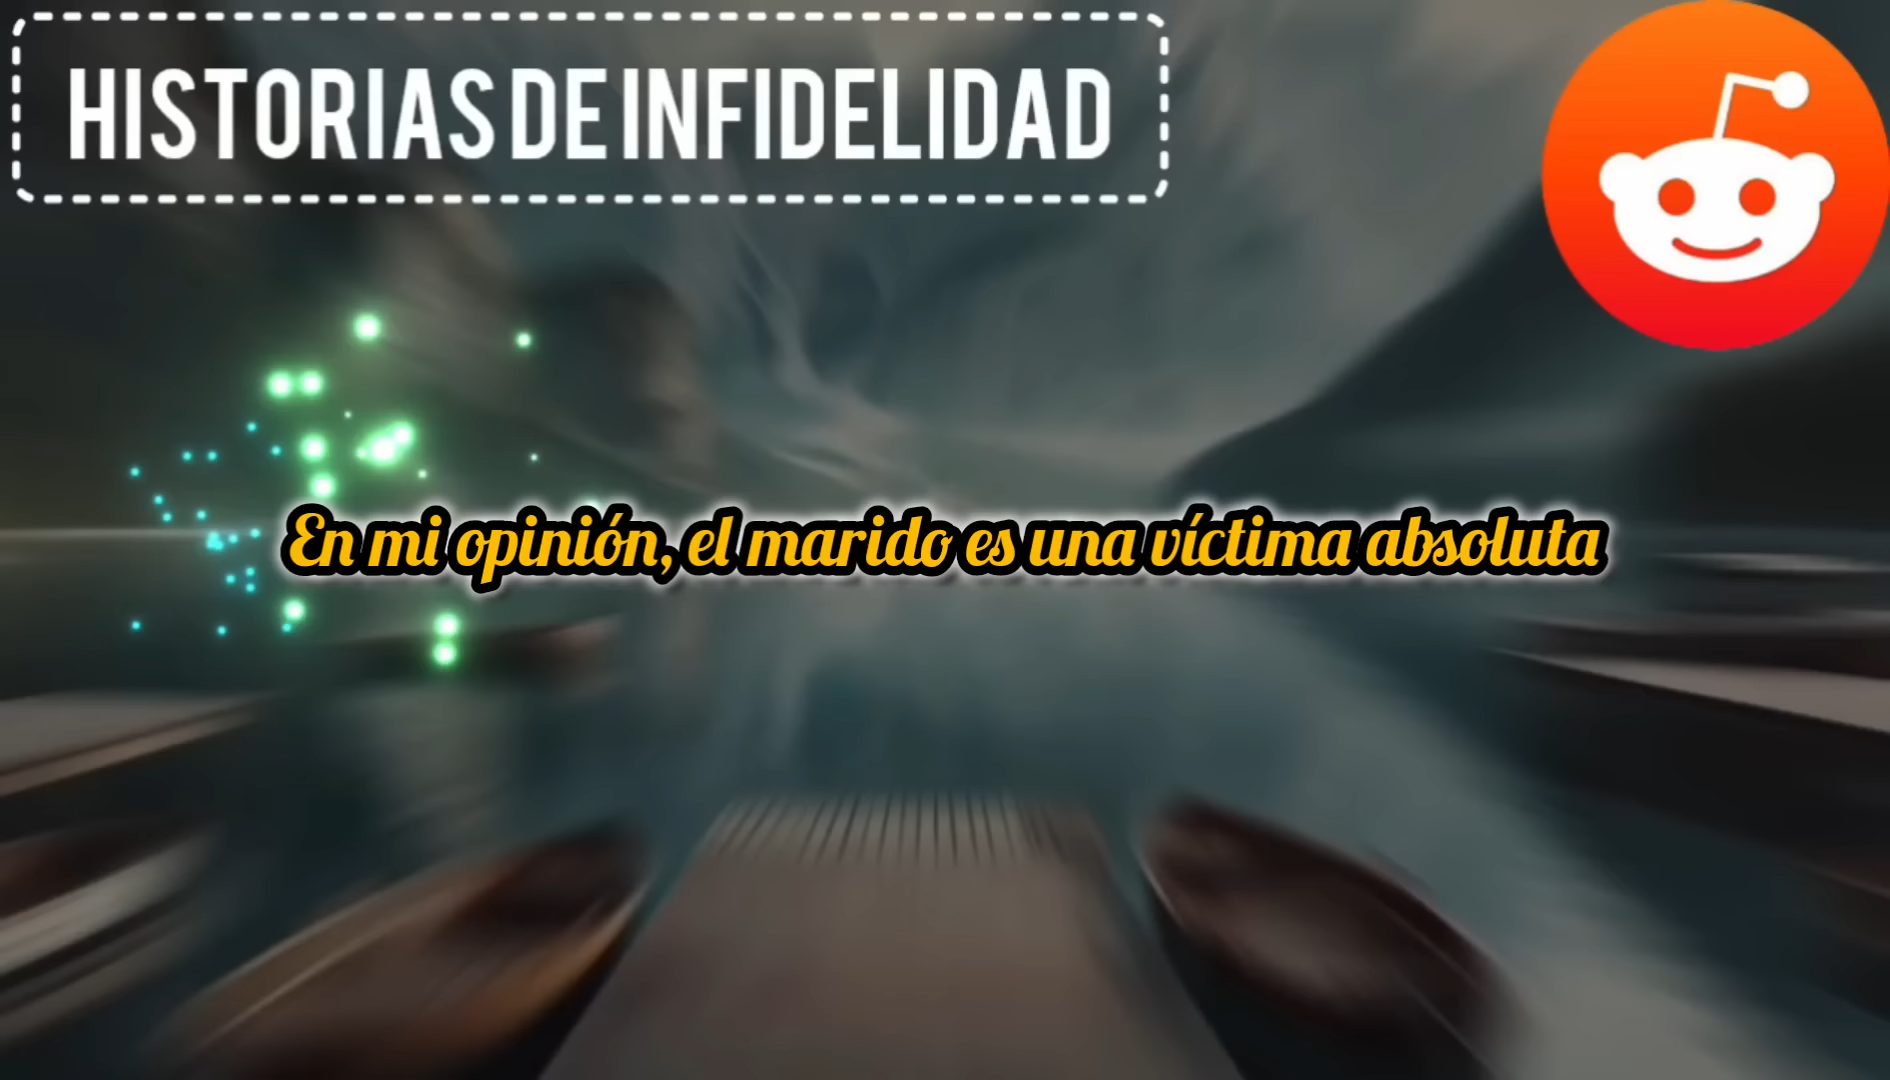 HISTORIAS DE INFIDELIDAD
En mi opinión, el marido es una víctima absoluta